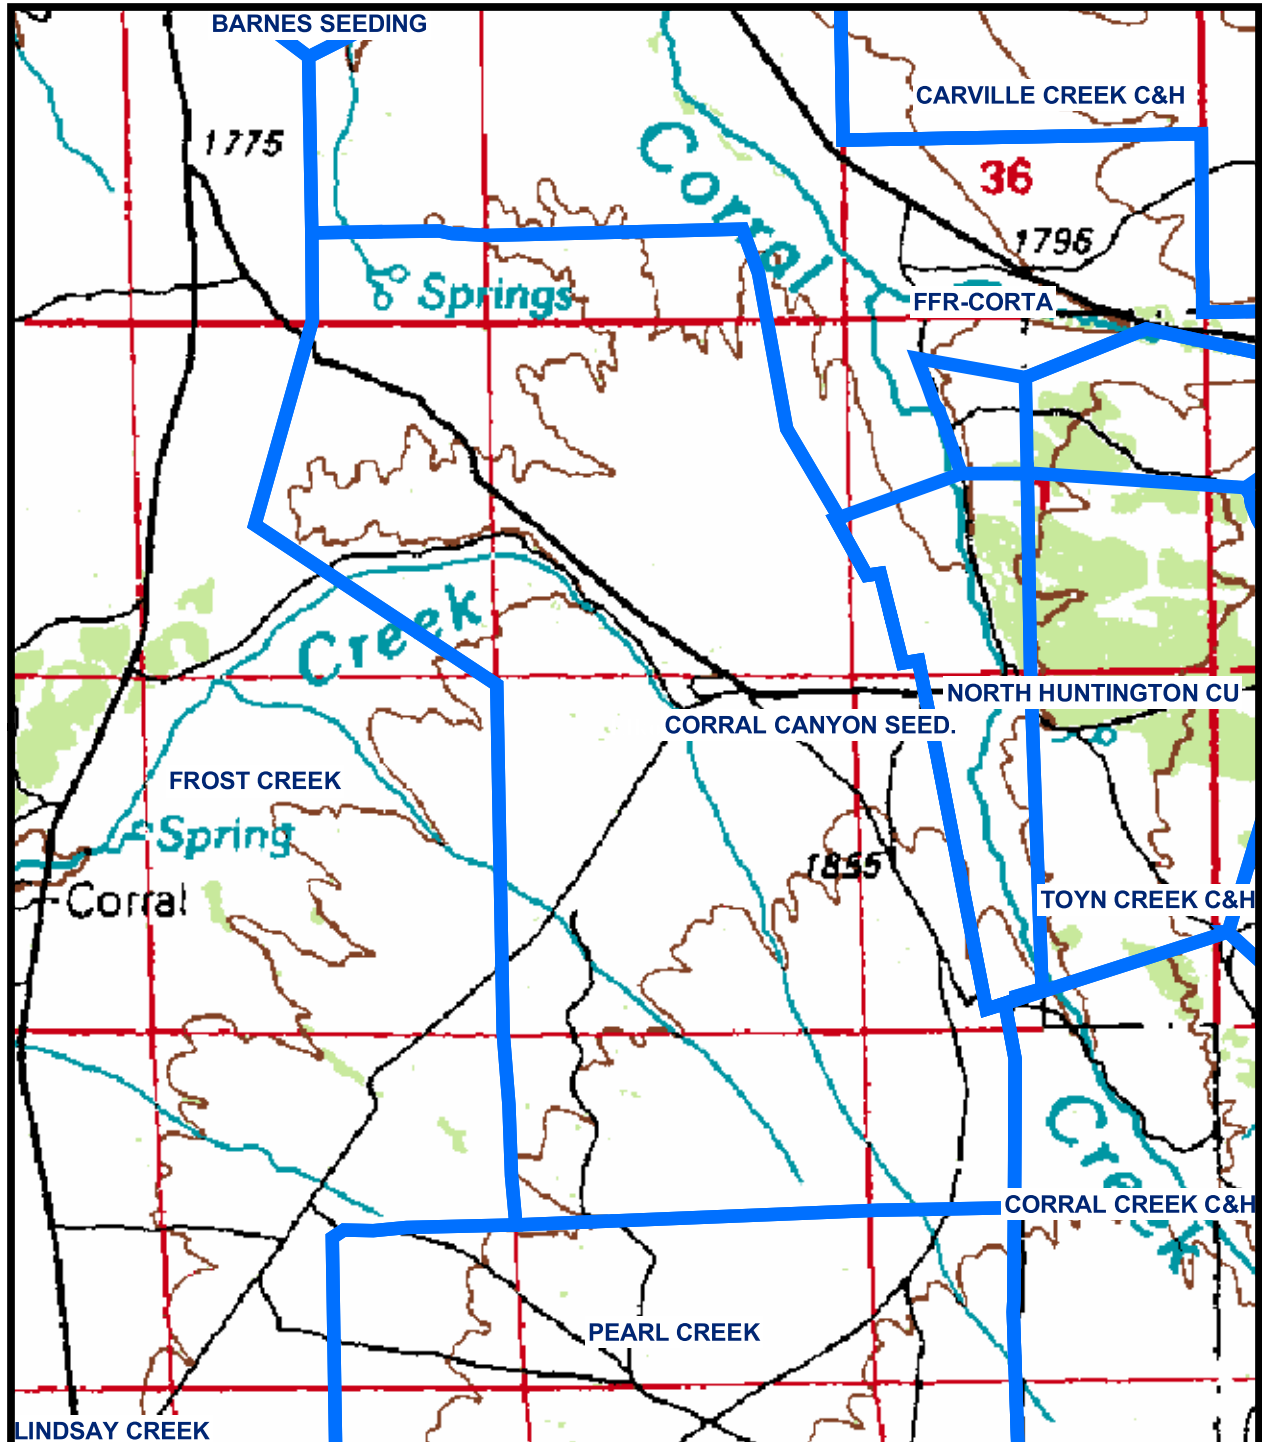 BARNES SEEDING
CARVILLE CREEK C&H
1775
Corral
36
1796
Springs
FFR-CORTA
Creek
NORTH HUNTINGTON CU
CORRAL CANYON SEED.
FROST CREEK
Spring
1855
Corral
TOYN CREEK C&H
Creek
CORRAL CREEK C&H
PEARL CREEK
LINDSAY CREEK